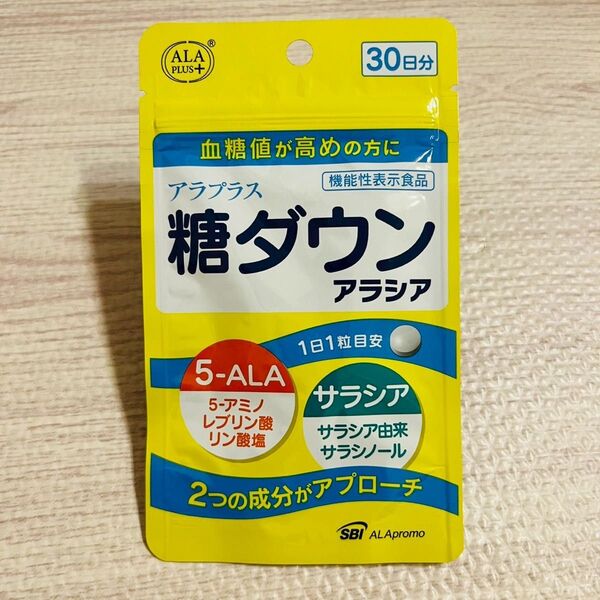 ALA
PLUS+
®
30日分
血糖値が高めの方に
アラプラス
機能性表示食品
糖ダウン
アラシア
1日1粒目安
5-ALA
5-アミノ
レブリン酸
リン酸塩
サラシア
サラシア由来
サラシノール
2つの成分がアプローチ
SBI ALApromo